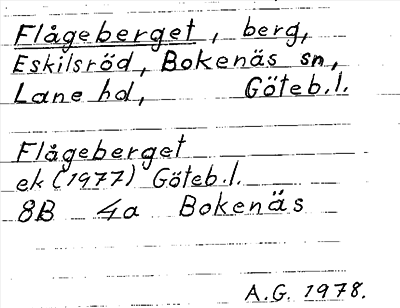 Flågeberget, berg,
Eskilsröd, Bokenäs sn,
Lane hd, Göteb.l.
Flågeberget
ek (1977) Göteb.l.
8B 4a Bokenäs
A.G. 1978.